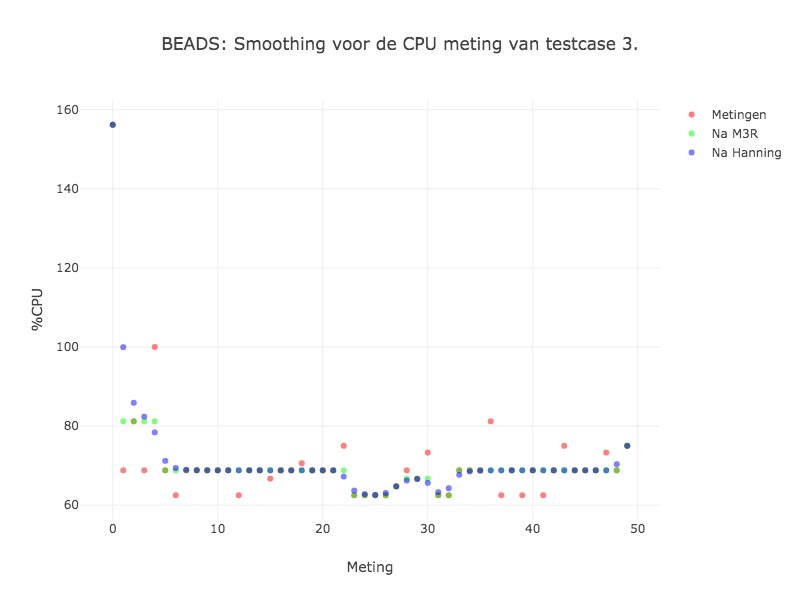 BEADS: Smoothing voor de CPU meting van testcase 3.
Metingen
Na M3R
Na Hanning
160
140
120
100
80
60
%CPU
0 10 20 30 40 50
Meting